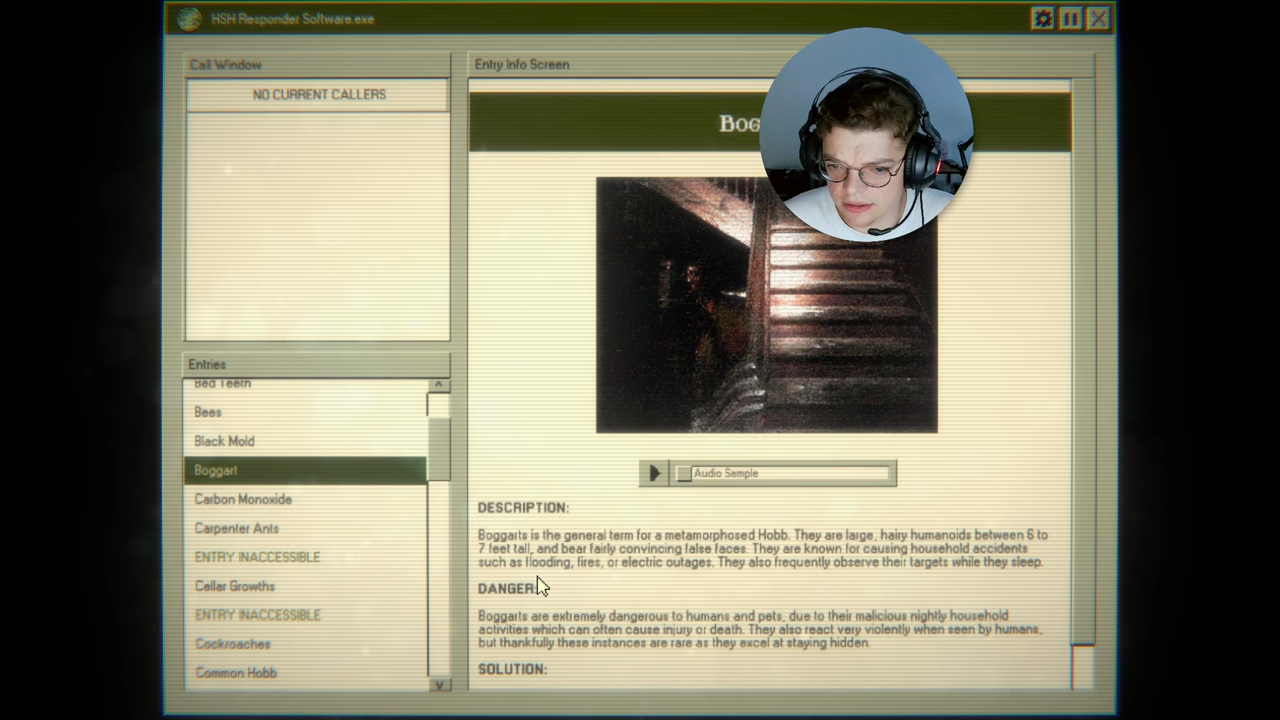 HSH Responder Software.exe
Call Window
NO CURRENT CALLERS
Entries
Bed Teeth
Bees
Black Mold
Boggart
Carbon Monoxide
Carpenter Ants
ENTRY INACCESSIBLE
Cellar Growths
ENTRY INACCESSIBLE
Cockroaches
Common Hobb
Entry Info Screen
Bog
Audio Sample
DESCRIPTION:
Boggarts is the general term for a metamorphosed Hobb. They are large, hairy humanoids between 6 to
7 feet tall, and bear fairly convincing false faces. They are known for causing household accidents
such as flooding, fires, or electric outages. They also frequently observe their targets while they sleep.
DANGER:
Boggarts are extremely dangerous to humans and pets, due to their malicious nightly household
activities which can often cause injury or death. They also react very violently when seen by humans,
but thankfully these instances are rare as they excel at staying hidden.
SOLUTION: